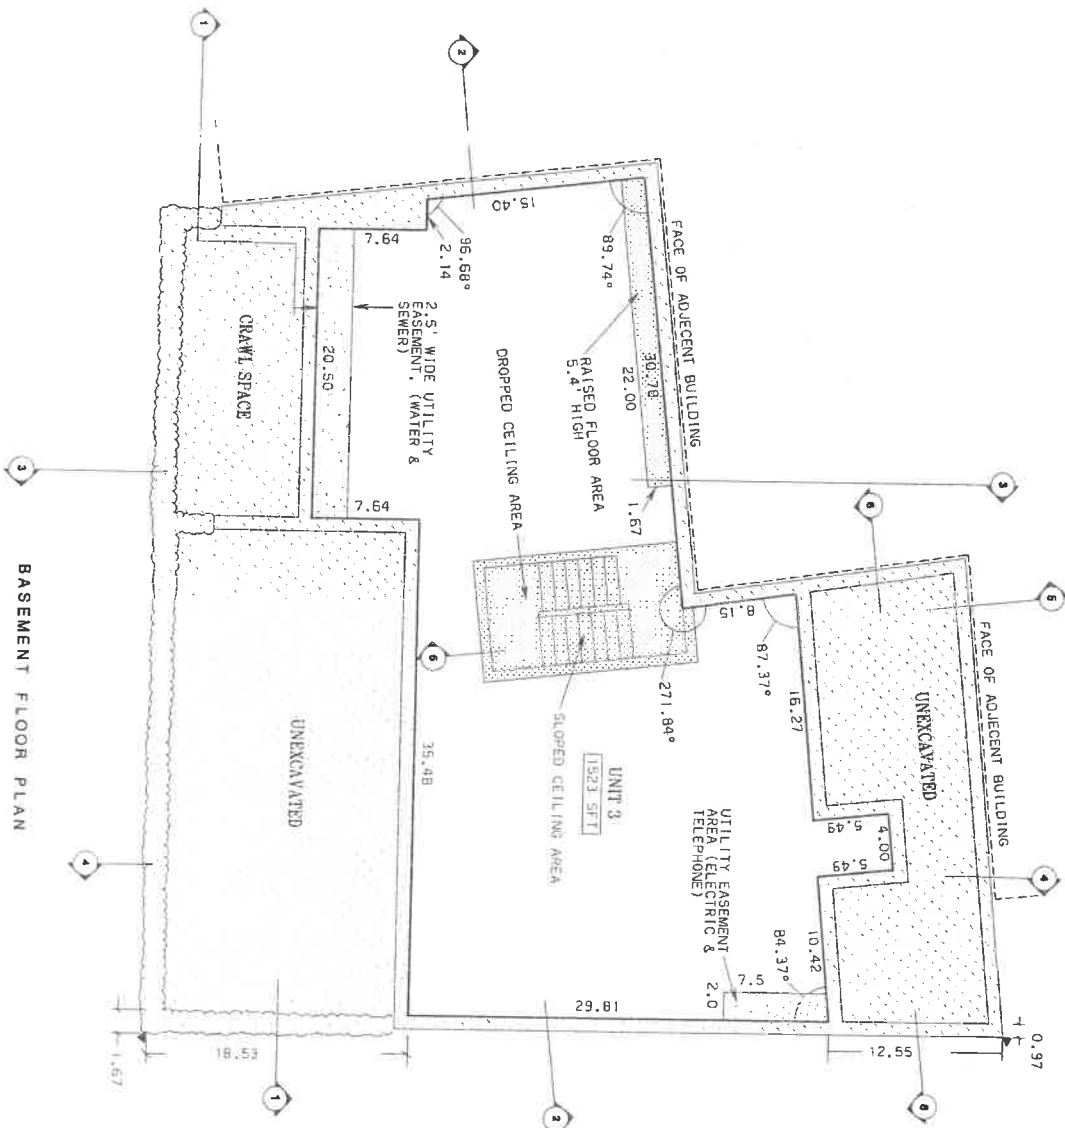 1
2
15.40
7.64
96.68°
2.14
89.74°
FACE OF ADJECENT BUILDING
30.78
22.00
RAISED FLOOR AREA
5.4' HIGH
1.67
DROPPED CEILING AREA
2.5' WIDE UTILITY
EASEMENT. (WATER &
SEWER)
20.50
CRAWL SPACE
7.64
3
3
6
5
8.15
87.37°
271.84°
16.27
FACE OF ADJECENT BUILDING
UNEXCAVATED
6
SLOPED CEILING AREA
UNIT 3
1523 SFT
35.48
UNEXCAVATED
5.49
4.00
5.49
4
4
UTILITY EASEMENT
AREA (ELECTRIC &
TELEPHONE)
10.42
84.37°
7.5
2.0
29.81
0.97
12.55
18.53
1.67
1
2
BASEMENT FLOOR PLAN